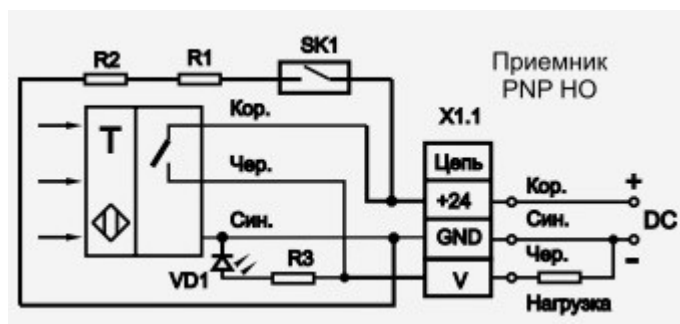 SK1
R2
R1
Приемник
PNP НО
Кор.
X1.1
T
Цепь
Чер.
+24
Кор.
+
Син.
GND
Син.
DC
-
VD1
R3
V
Чер.
Нагрузка